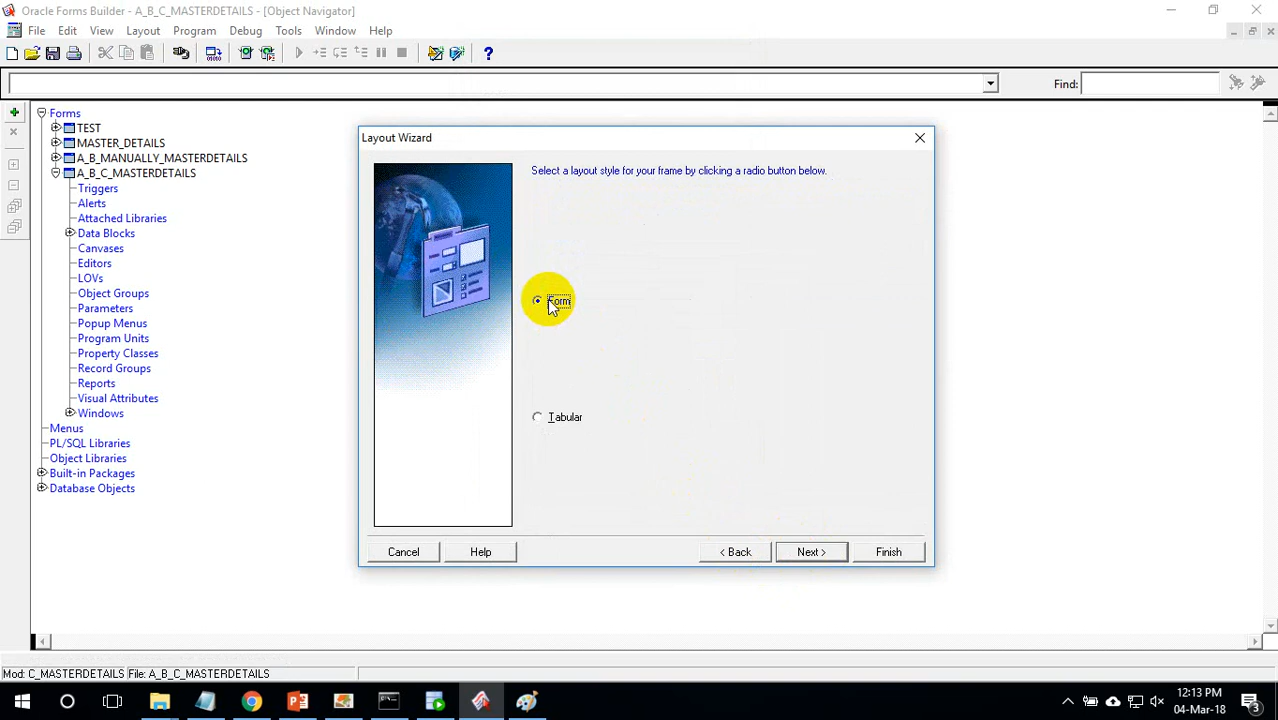 Oracle Forms Builder - A_B_C_MASTERDETAILS - [Object Navigator]
File Edit View Layout Program Debug Tools Window Help
Find:
Forms
TEST
MASTER_DETAILS
A_B_MANUALLY_MASTERDETAILS
A_B_C_MASTERDETAILS
Triggers
Alerts
Attached Libraries
Data Blocks
Canvases
Editors
LOVs
Object Groups
Parameters
Popup Menus
Program Units
Property Classes
Record Groups
Reports
Visual Attributes
Windows
Menus
PL/SQL Libraries
Object Libraries
Built-in Packages
Database Objects
Layout Wizard
Select a layout style for your frame by clicking a radio button below.
Form
Tabular
Cancel Help < Back Next > Finish
Mod: C_MASTERDETAILS File: A_B_C_MASTERDETAILS
12:13 PM
04-Mar-18
3